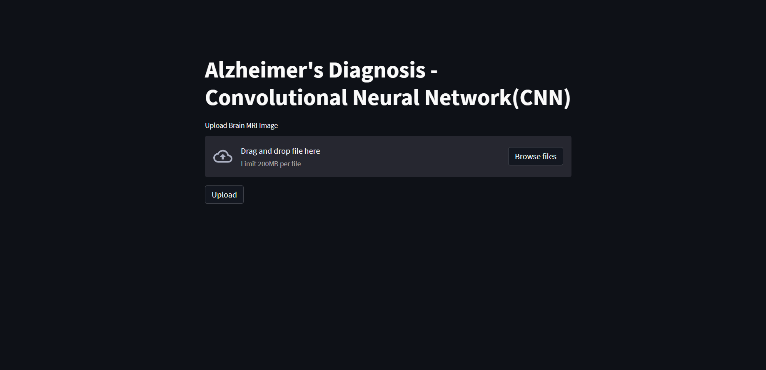 Alzheimer's Diagnosis -
Convolutional Neural Network(CNN)
Upload Brain MRI Image
Drag and drop file here
Limit 200MB per file
Browse files
Upload